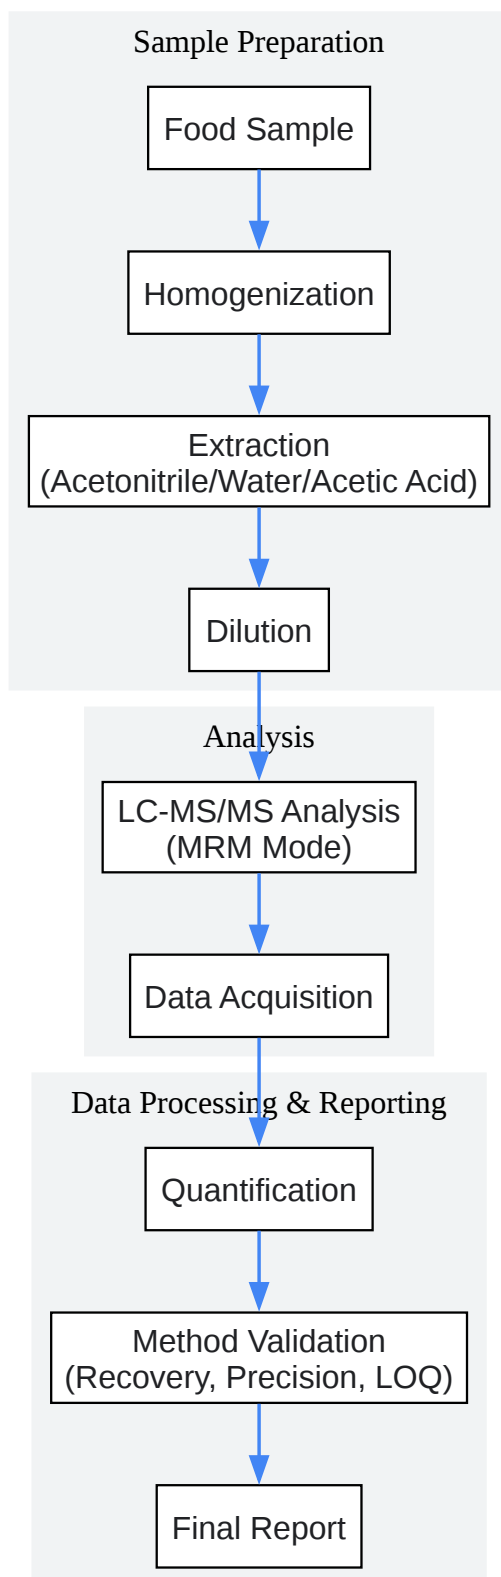 Sample Preparation
Food Sample
Homogenization
Extraction
(Acetonitrile/Water/Acetic Acid)
Dilution
Analysis
LC-MS/MS Analysis
(MRM Mode)
Data Acquisition
Data Processing & Reporting
Quantification
Method Validation
(Recovery, Precision, LOQ)
Final Report